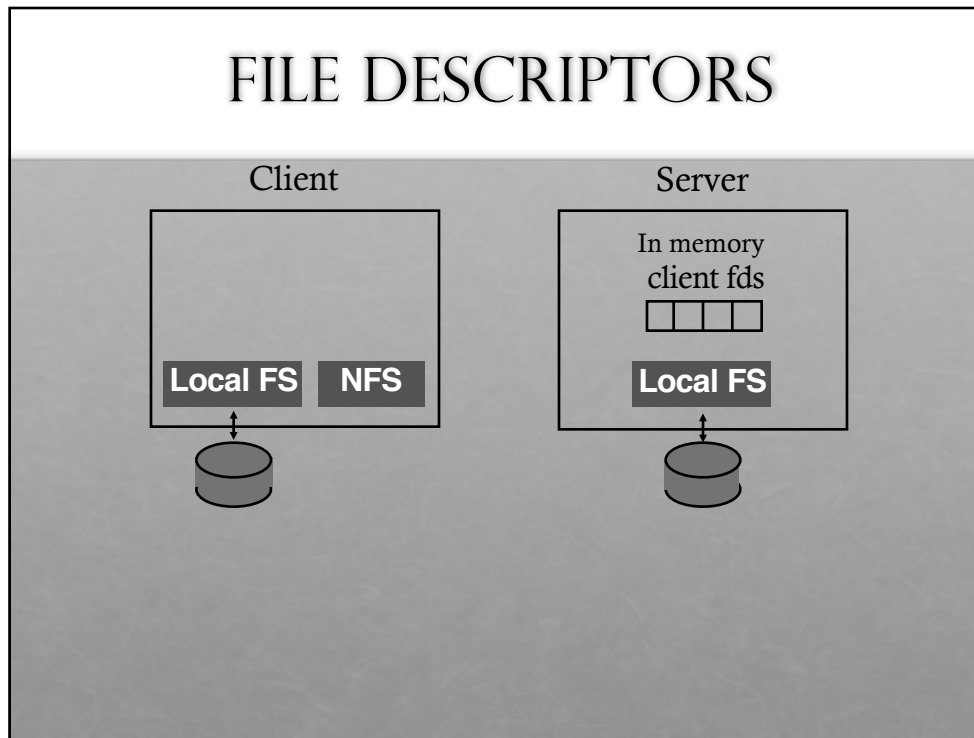 FILE DESCRIPTORS
Client
Server
In memory
client fds
Local FS
NFS
Local FS